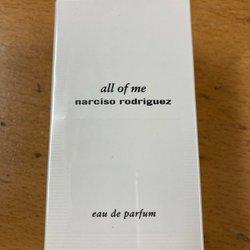 all of me
narciso rodriguez
eau de parfum